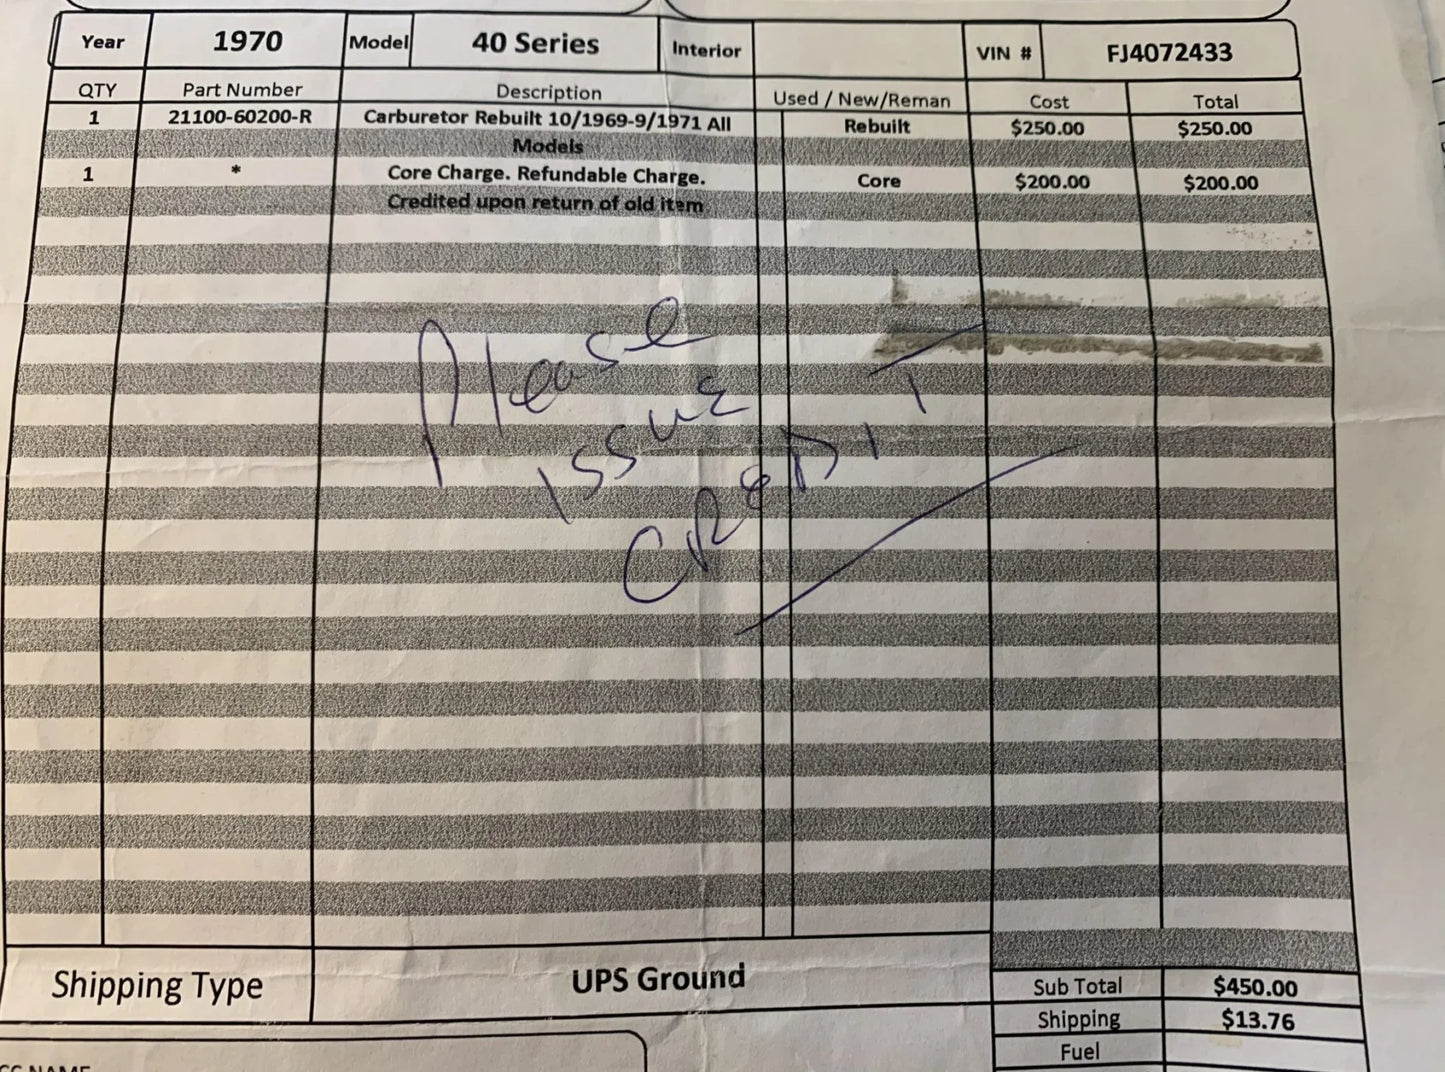 Year 1970 Model 40 Series Interior VIN # FJ4072433
QTY Part Number Description Used / New/Reman Cost Total
1 21100-60200-R Carburetor Rebuilt 10/1969-9/1971 All Rebuilt $250.00 $250.00
Models
1 * Core Charge. Refundable Charge. Core $200.00 $200.00
Credited upon return of old item
Please
issue
CREDIT
Shipping Type UPS Ground
Sub Total $450.00
Shipping $13.76
Fuel